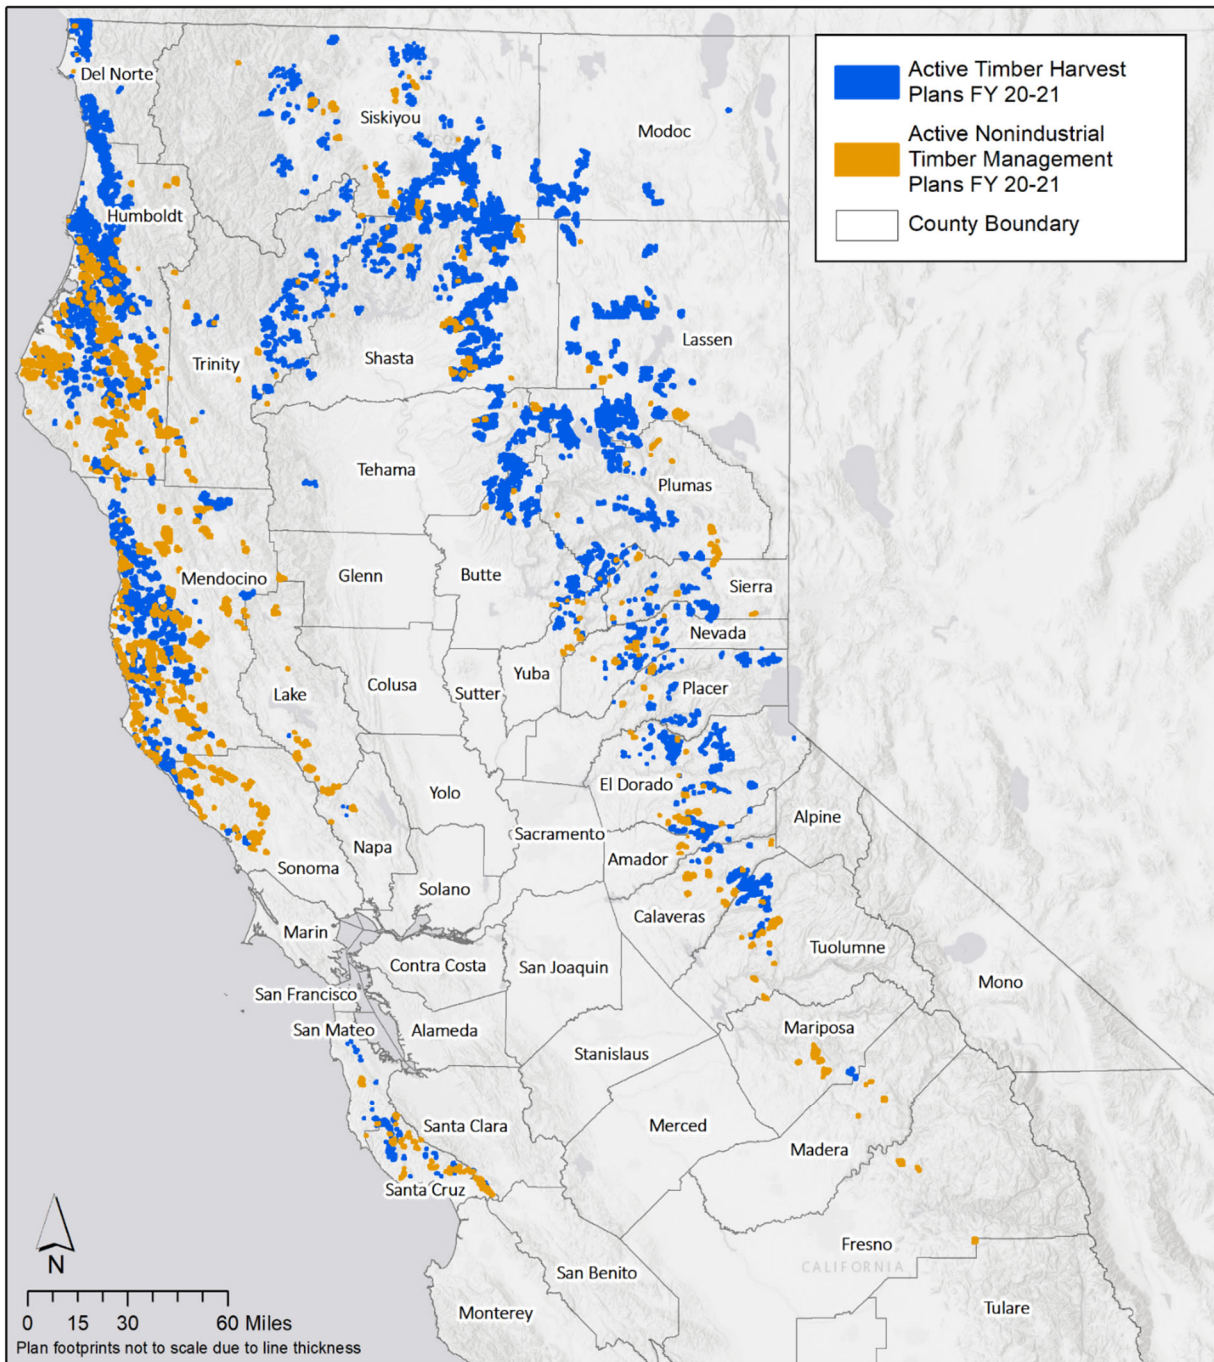 Active Timber Harvest
Plans FY 20-21
Active Nonindustrial
Timber Management
Plans FY 20-21
County Boundary
Del Norte
Siskiyou
Modoc
Humboldt
Trinity
Shasta
Lassen
Tehama
Plumas
Mendocino
Glenn
Butte
Sierra
Nevada
Lake
Colusa
Sutter
Yuba
Placer
Yolo
El Dorado
Sacramento
Alpine
Napa
Amador
Sonoma
Solano
Calaveras
Marin
Tuolumne
Contra Costa
San Joaquin
Mono
San Francisco
San Mateo
Alameda
Mariposa
Stanislaus
Santa Clara
Merced
Madera
Santa Cruz
Fresno
CALIFORNIA
San Benito
Monterey
Tulare
N
0 15 30 60 Miles
Plan footprints not to scale due to line thickness